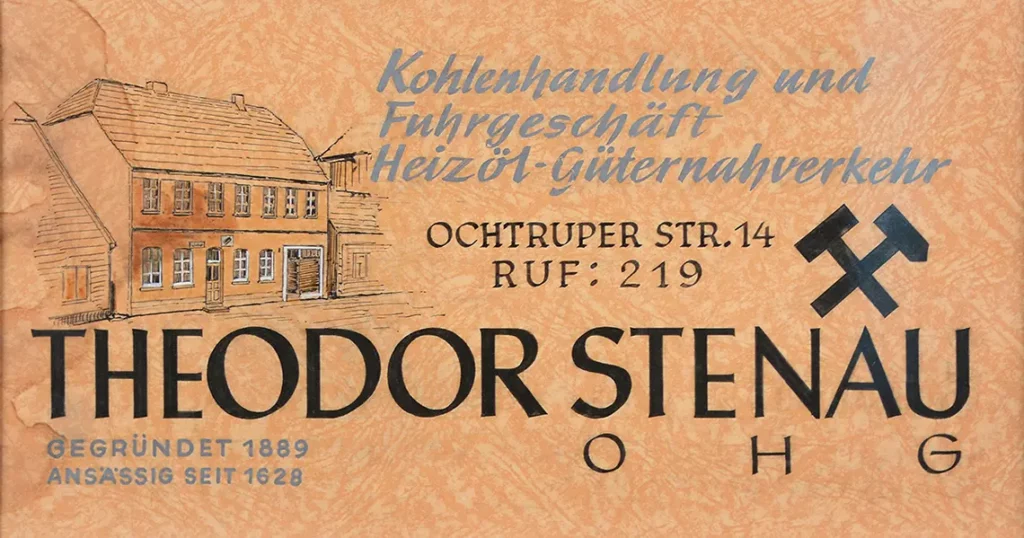 Kohlenhandlung und
Fuhrgeschäft
Heizöl-Güternahverkehr
OCHTRUPER STR.14
RUF: 219
THEODOR STENAU
OHG
GEGRÜNDET 1889
ANSÄSSIG SEIT 1628